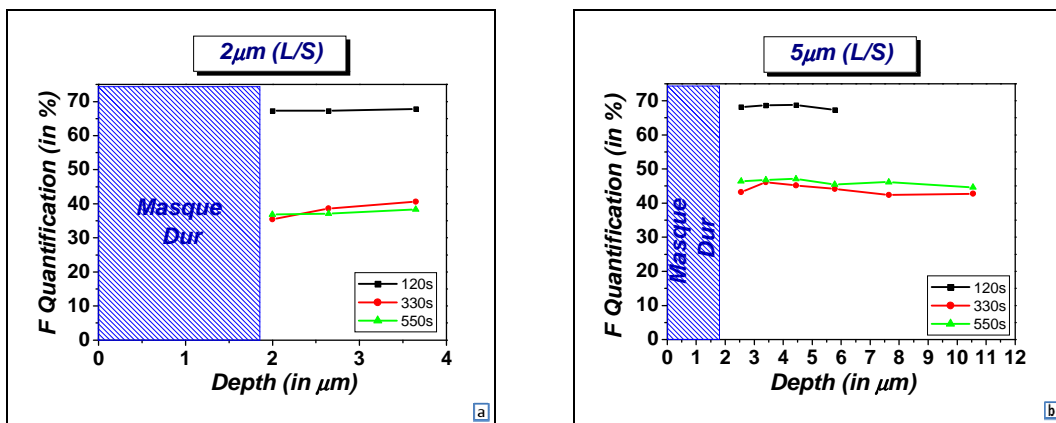 2μm (L/S)
F Quantification (in %)
70
60
50
40
30
20
10
0
Masque
Dur
120s
330s
550s
0 1 2 3 4
Depth (in μm)
a
5μm (L/S)
F Quantification (in %)
70
60
50
40
30
20
10
0
Masque
Dur
120s
330s
550s
0 1 2 3 4 5 6 7 8 9 10 11 12
Depth (in μm)
b